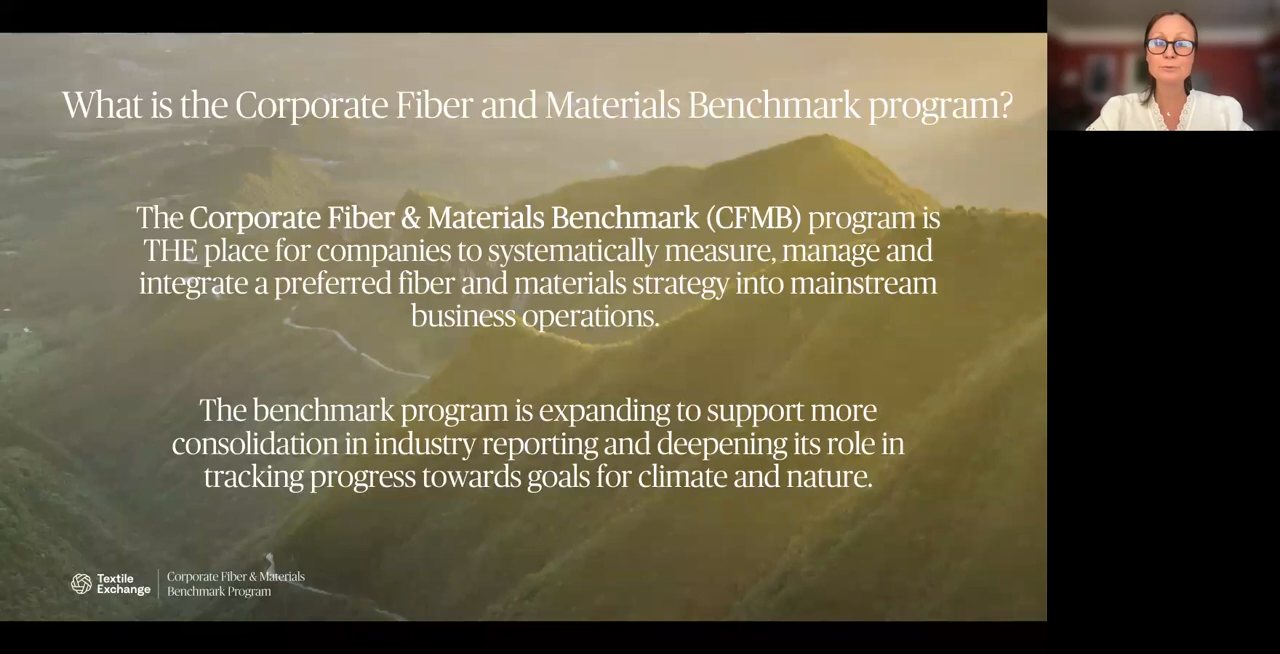 What is the Corporate Fiber and Materials Benchmark program?
The Corporate Fiber & Materials Benchmark (CFMB) program is
THE place for companies to systematically measure, manage and
integrate a preferred fiber and materials strategy into mainstream
business operations.
The benchmark program is expanding to support more
consolidation in industry reporting and deepening its role in
tracking progress towards goals for climate and nature.
Textile
Exchange
Corporate Fiber & Materials
Benchmark Program